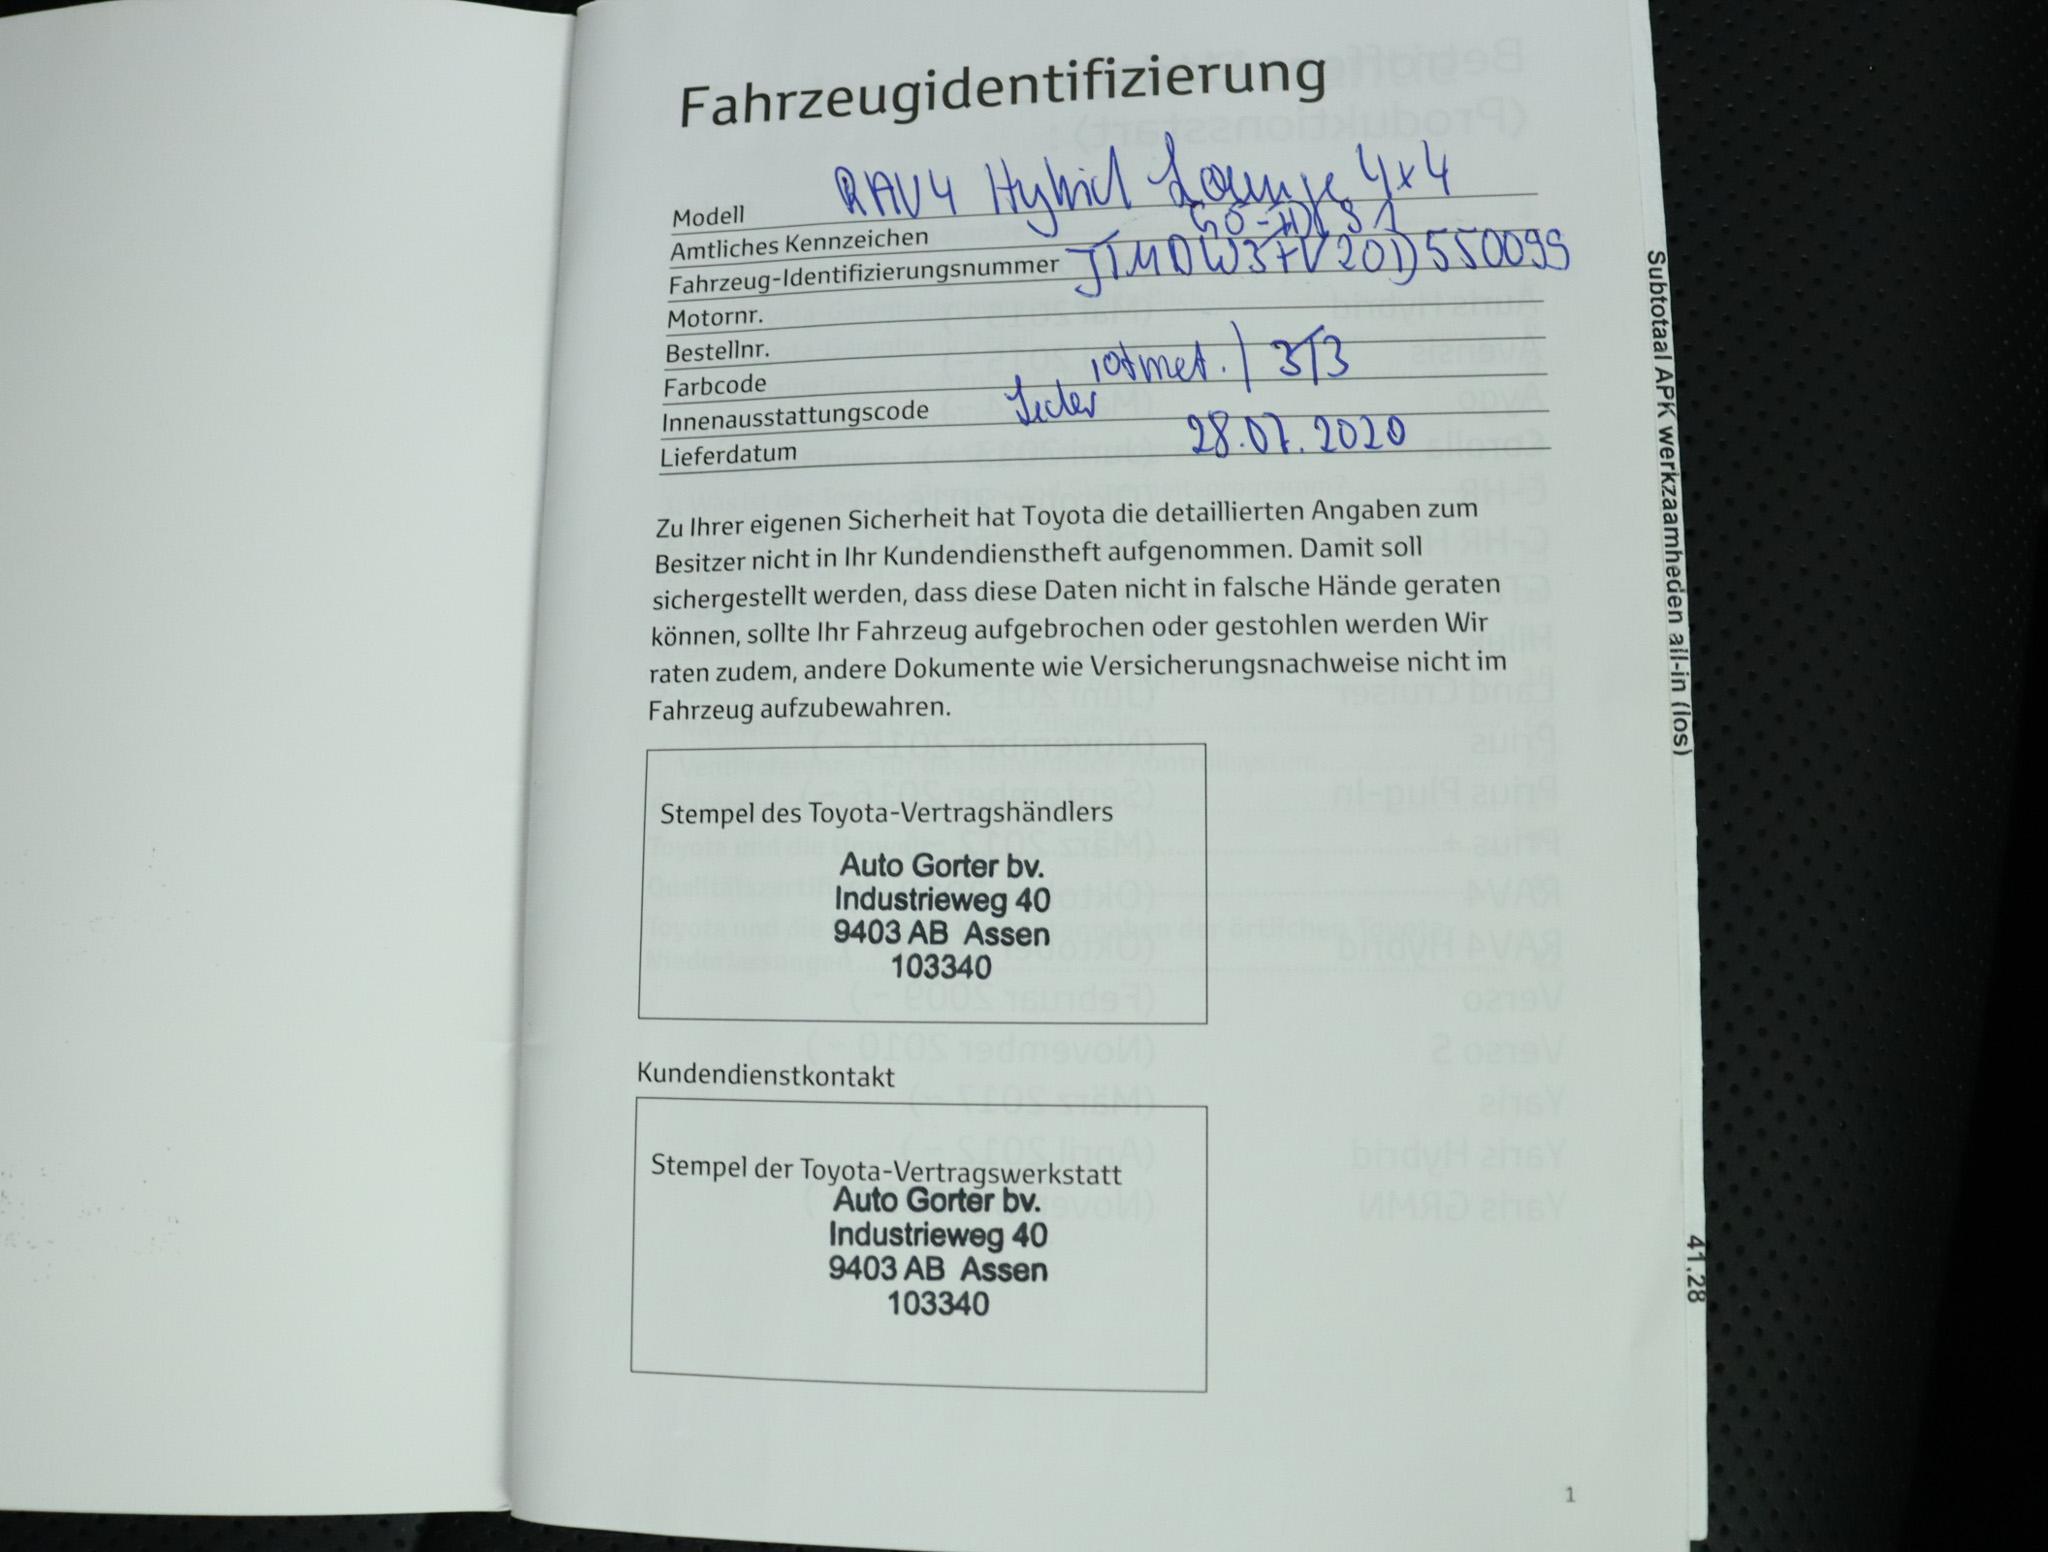 Fahrzeugidentifizierung
Modell RAV4 Hybrid Lounge 4x4
Amtliches Kennzeichen
Fahrzeug-Identifizierungsnummer JTMDW3FV20D550099
Motornr.
Bestellnr.
Farbcode rotmet. / 3T3
Innenausstattungscode Leder
Lieferdatum 28.07.2020
Zu Ihrer eigenen Sicherheit hat Toyota die detaillierten Angaben zum
Besitzer nicht in Ihr Kundendienstheft aufgenommen. Damit soll
sichergestellt werden, dass diese Daten nicht in falsche Hände geraten
können, sollte Ihr Fahrzeug aufgebrochen oder gestohlen werden Wir
raten zudem, andere Dokumente wie Versicherungsnachweise nicht im
Fahrzeug aufzubewahren.
Stempel des Toyota-Vertragshändlers
Auto Gorter bv.
Industrieweg 40
9403 AB Assen
103340
Kundendienstkontakt
Stempel der Toyota-Vertragswerkstatt
Auto Gorter bv.
Industrieweg 40
9403 AB Assen
103340
1
Subtotaal APK werkzaamheden all-in (los) 41.28